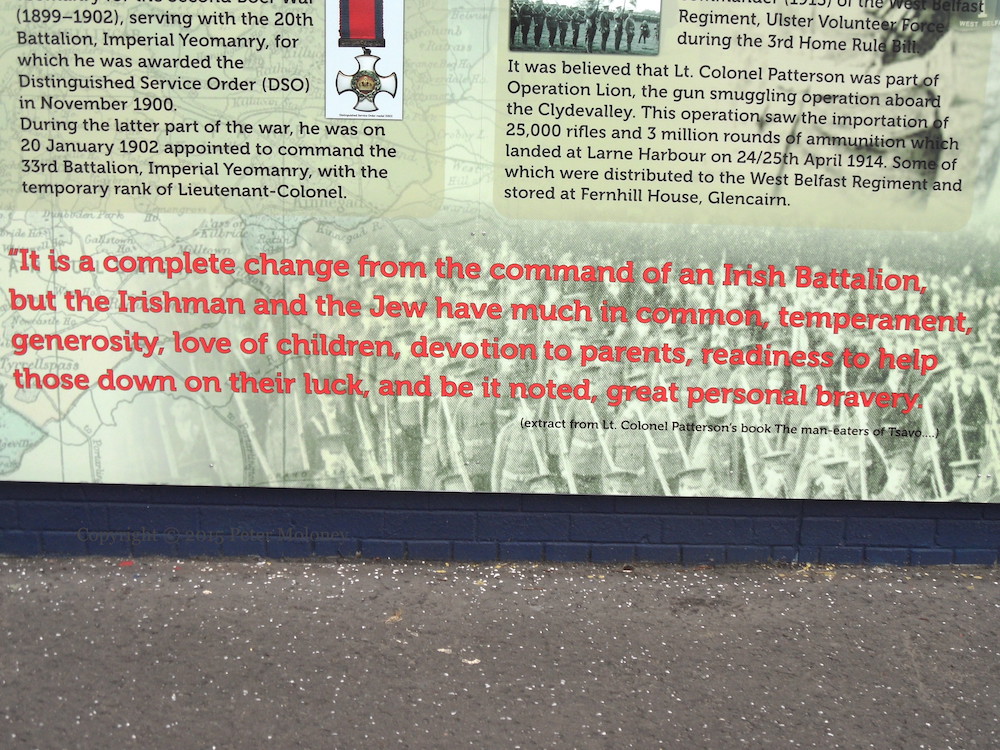 (1899–1902), serving with the 20th
Battalion, Imperial Yeomanry, for
which he was awarded the
Distinguished Service Order (DSO)
in November 1900.
During the latter part of the war, he was on
20 January 1902 appointed to command the
33rd Battalion, Imperial Yeomanry, with the
temporary rank of Lieutenant-Colonel.
Commander (1913) of the West Belfast
Regiment, Ulster Volunteer Force
during the 3rd Home Rule Bill.
It was believed that Lt. Colonel Patterson was part of
Operation Lion, the gun smuggling operation aboard
the Clydevalley. This operation saw the importation of
25,000 rifles and 3 million rounds of ammunition which
landed at Larne Harbour on 24/25th April 1914. Some of
which were distributed to the West Belfast Regiment and
stored at Fernhill House, Glencairn.
"It is a complete change from the command of an Irish Battalion,
but the Irishman and the Jew have much in common, temperament,
generosity, love of children, devotion to parents, readiness to help
those down on their luck, and be it noted, great personal bravery.
(extract from Lt. Colonel Patterson's book The man-eaters of Tsavo....)
Copyright © 2015 Peter Moloney